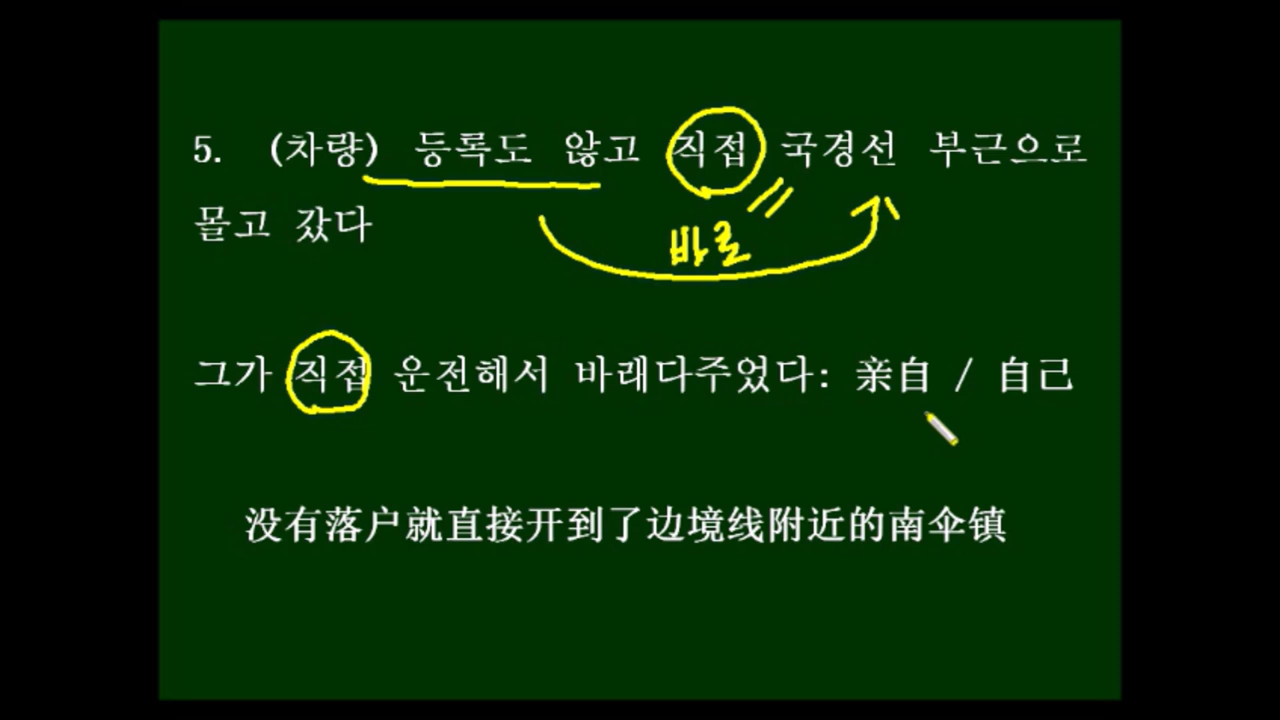 5. (차량) 등록도 않고 직접 국경선 부근으로
몰고 갔다
바로
그가 직접 운전해서 바래다주었다: 亲自 / 自己
没有落户就直接开到了边境线附近的南伞镇